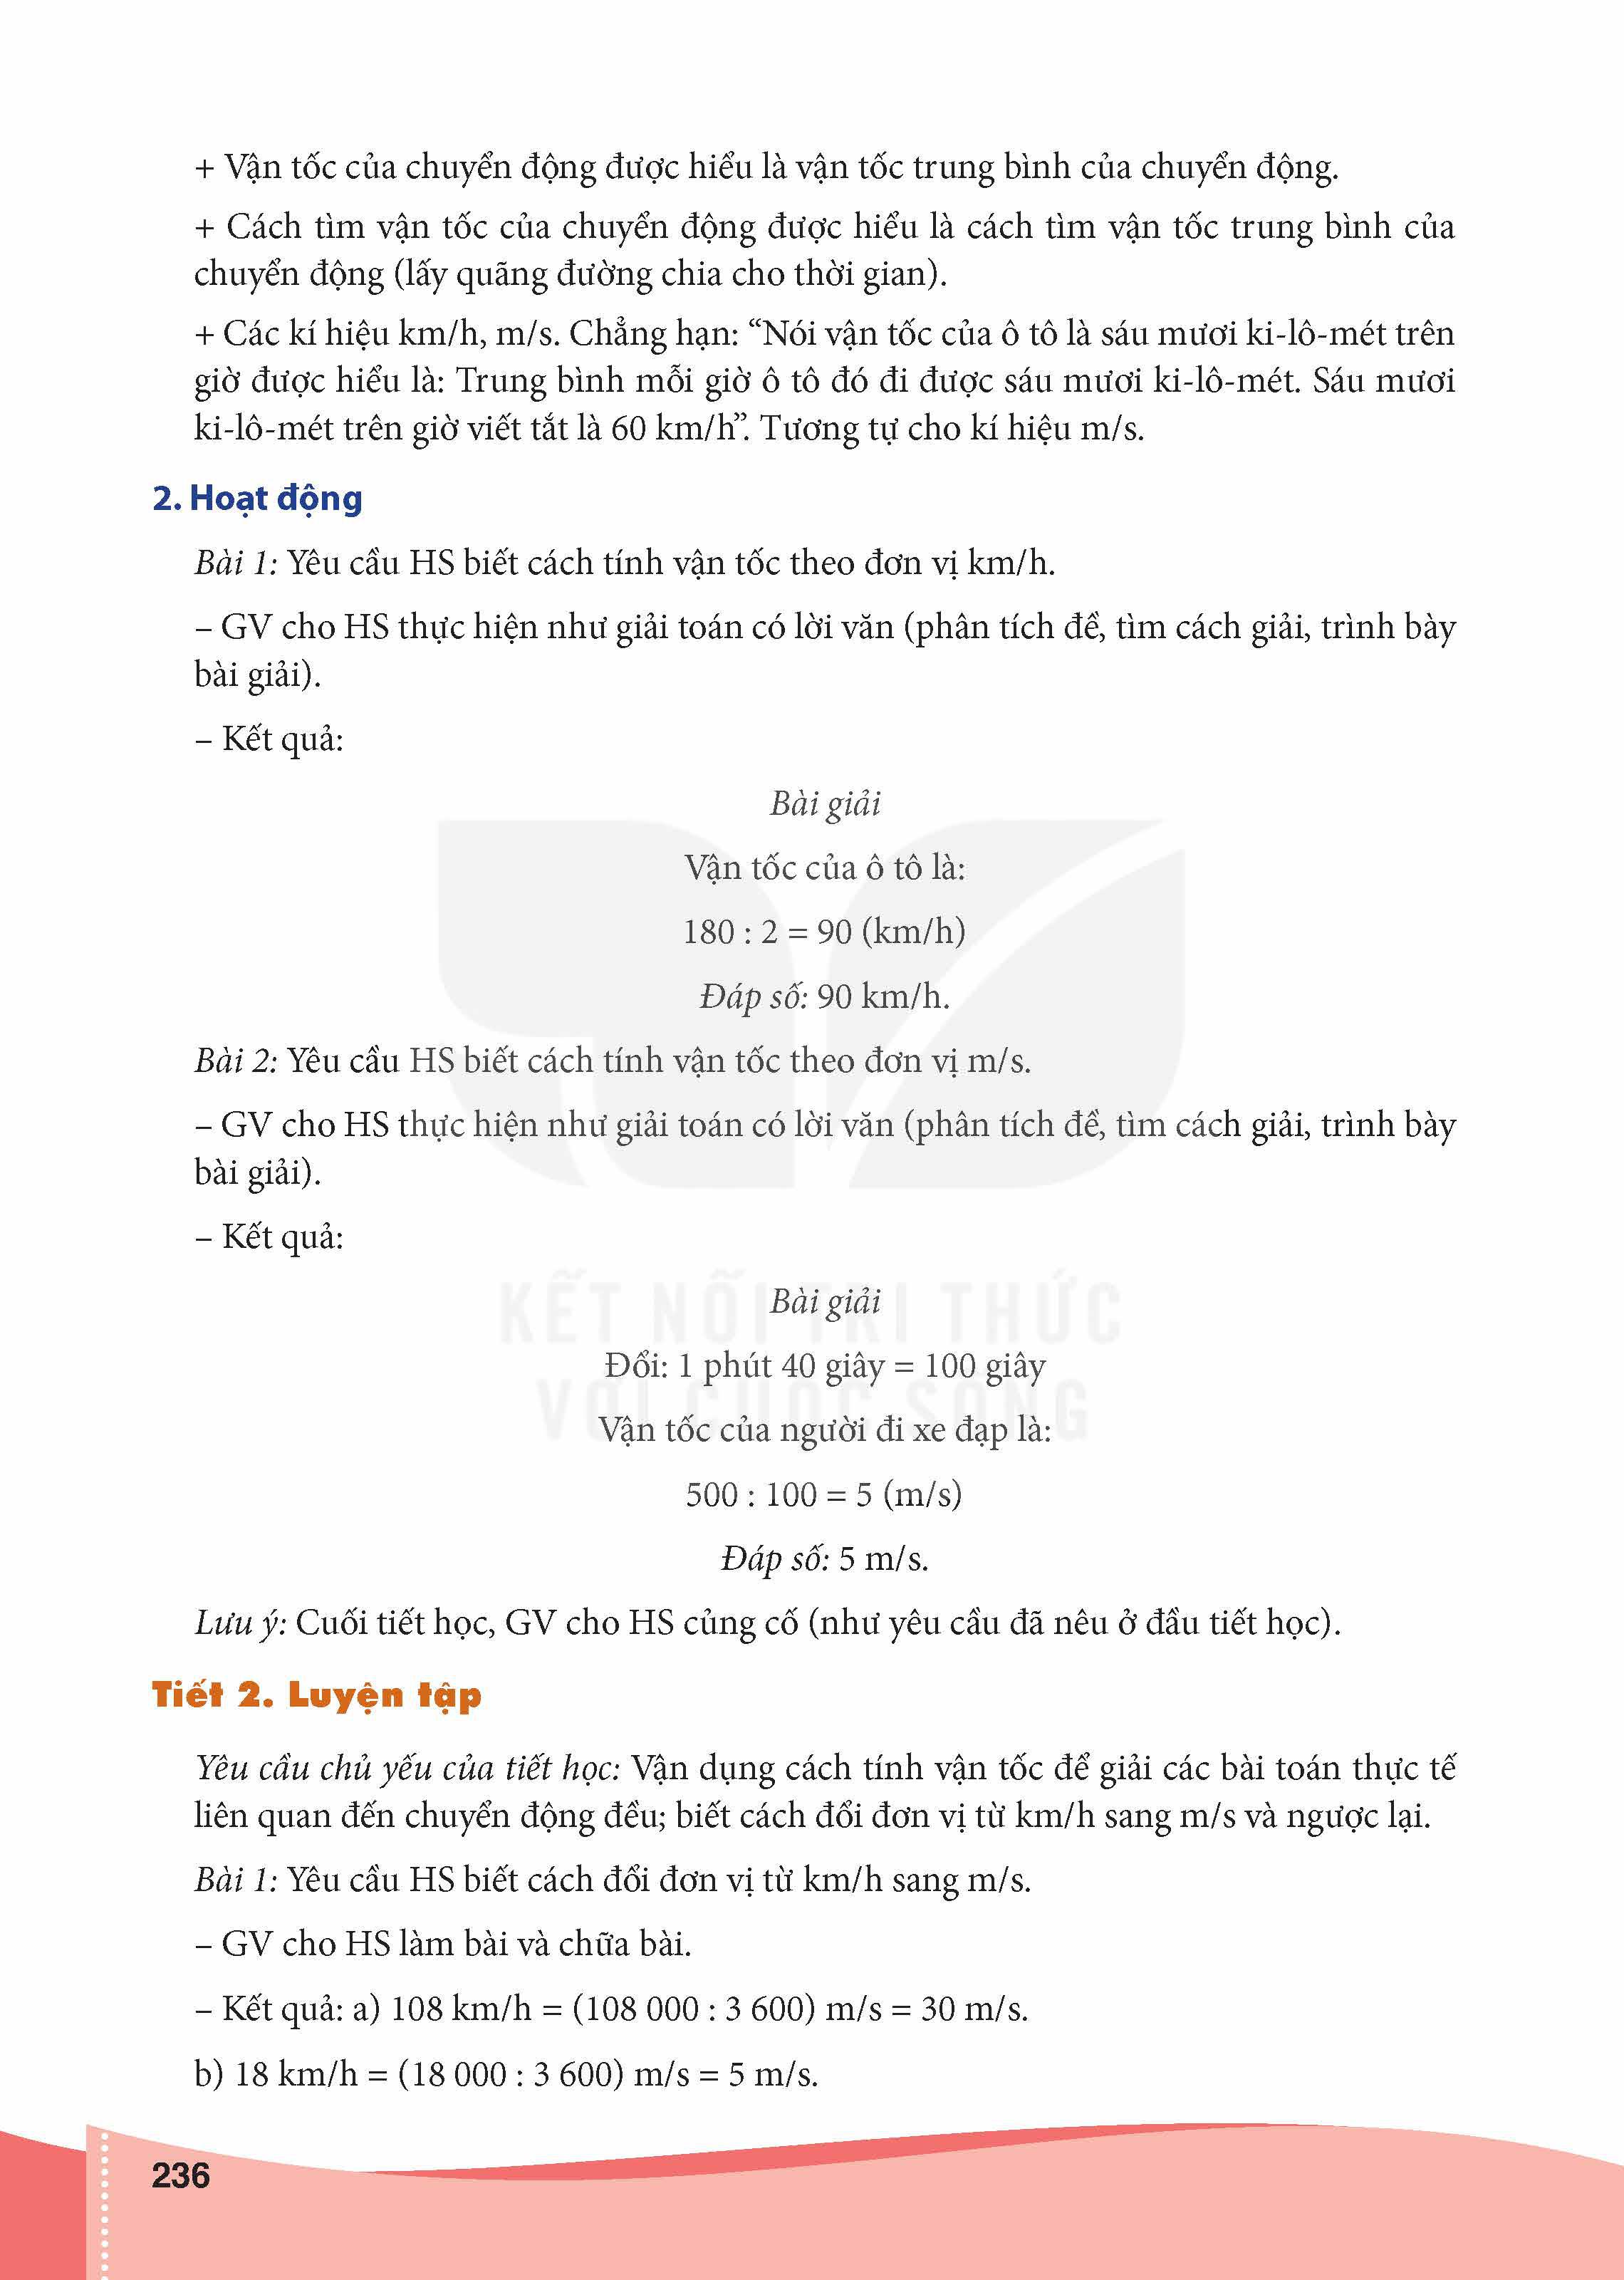 + Vận tốc của chuyển động được hiểu là vận tốc trung bình của chuyển động.
+ Cách tìm vận tốc của chuyển động được hiểu là cách tìm vận tốc trung bình của
chuyển động (lấy quãng đường chia cho thời gian).
+ Các kí hiệu km/h, m/s. Chẳng hạn: “Nói vận tốc của ô tô là sáu mươi ki-lô-mét trên
giờ được hiểu là: Trung bình mỗi giờ ô tô đó đi được sáu mươi ki-lô-mét. Sáu mươi
ki-lô-mét trên giờ viết tắt là 60 km/h”. Tương tự cho kí hiệu m/s.
2. Hoạt động
Bài 1: Yêu cầu HS biết cách tính vận tốc theo đơn vị km/h.
– GV cho HS thực hiện như giải toán có lời văn (phân tích đề, tìm cách giải, trình bày
bài giải).
– Kết quả:
Bài giải
Vận tốc của ô tô là:
180 : 2 = 90 (km/h)
Đáp số: 90 km/h.
Bài 2: Yêu cầu HS biết cách tính vận tốc theo đơn vị m/s.
– GV cho HS thực hiện như giải toán có lời văn (phân tích đề, tìm cách giải, trình bày
bài giải).
– Kết quả:
KẾT NỐI TRI THỨC
Bài giải
Đổi: 1 phút 40 giây = 100 giây
VỚI CUỘC SỐNG
Vận tốc của người đi xe đạp là:
500 : 100 = 5 (m/s)
Đáp số: 5 m/s.
Lưu ý: Cuối tiết học, GV cho HS củng cố (như yêu cầu đã nêu ở đầu tiết học).
Tiết 2. Luyện tập
Yêu cầu chủ yếu của tiết học: Vận dụng cách tính vận tốc để giải các bài toán thực tế
liên quan đến chuyển động đều; biết cách đổi đơn vị từ km/h sang m/s và ngược lại.
Bài 1: Yêu cầu HS biết cách đổi đơn vị từ km/h sang m/s.
– GV cho HS làm bài và chữa bài.
– Kết quả: a) 108 km/h = (108 000 : 3 600) m/s = 30 m/s.
b) 18 km/h = (18 000 : 3 600) m/s = 5 m/s.
236